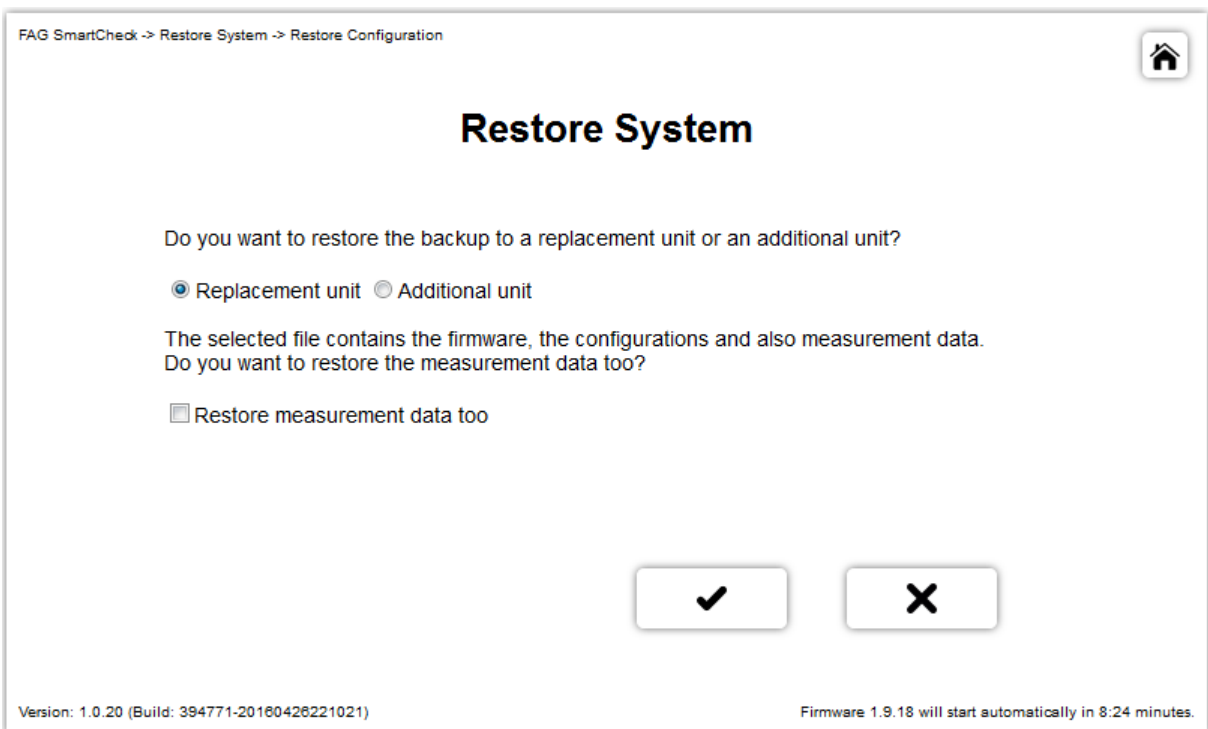 FAG SmartCheck -> Restore System -> Restore Configuration
Restore System
Do you want to restore the backup to a replacement unit or an additional unit?
Replacement unit Additional unit
The selected file contains the firmware, the configurations and also measurement data.
Do you want to restore the measurement data too?
Restore measurement data too
Version: 1.0.20 (Build: 394771-20160426221021)
Firmware 1.9.18 will start automatically in 8:24 minutes.